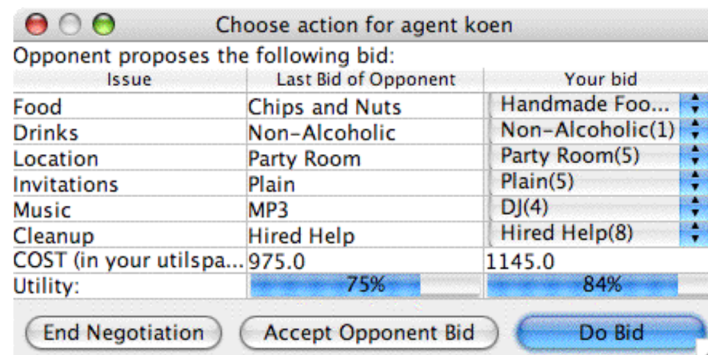 Choose action for agent koen
Opponent proposes the following bid:
Issue Last Bid of Opponent Your bid
Food Chips and Nuts Handmade Foo...
Drinks Non-Alcoholic Non-Alcoholic(1)
Location Party Room Party Room(5)
Invitations Plain Plain(5)
Music MP3 DJ(4)
Cleanup Hired Help Hired Help(8)
COST (in your utilspa... 975.0 1145.0
Utility: 75% 84%
End Negotiation Accept Opponent Bid Do Bid